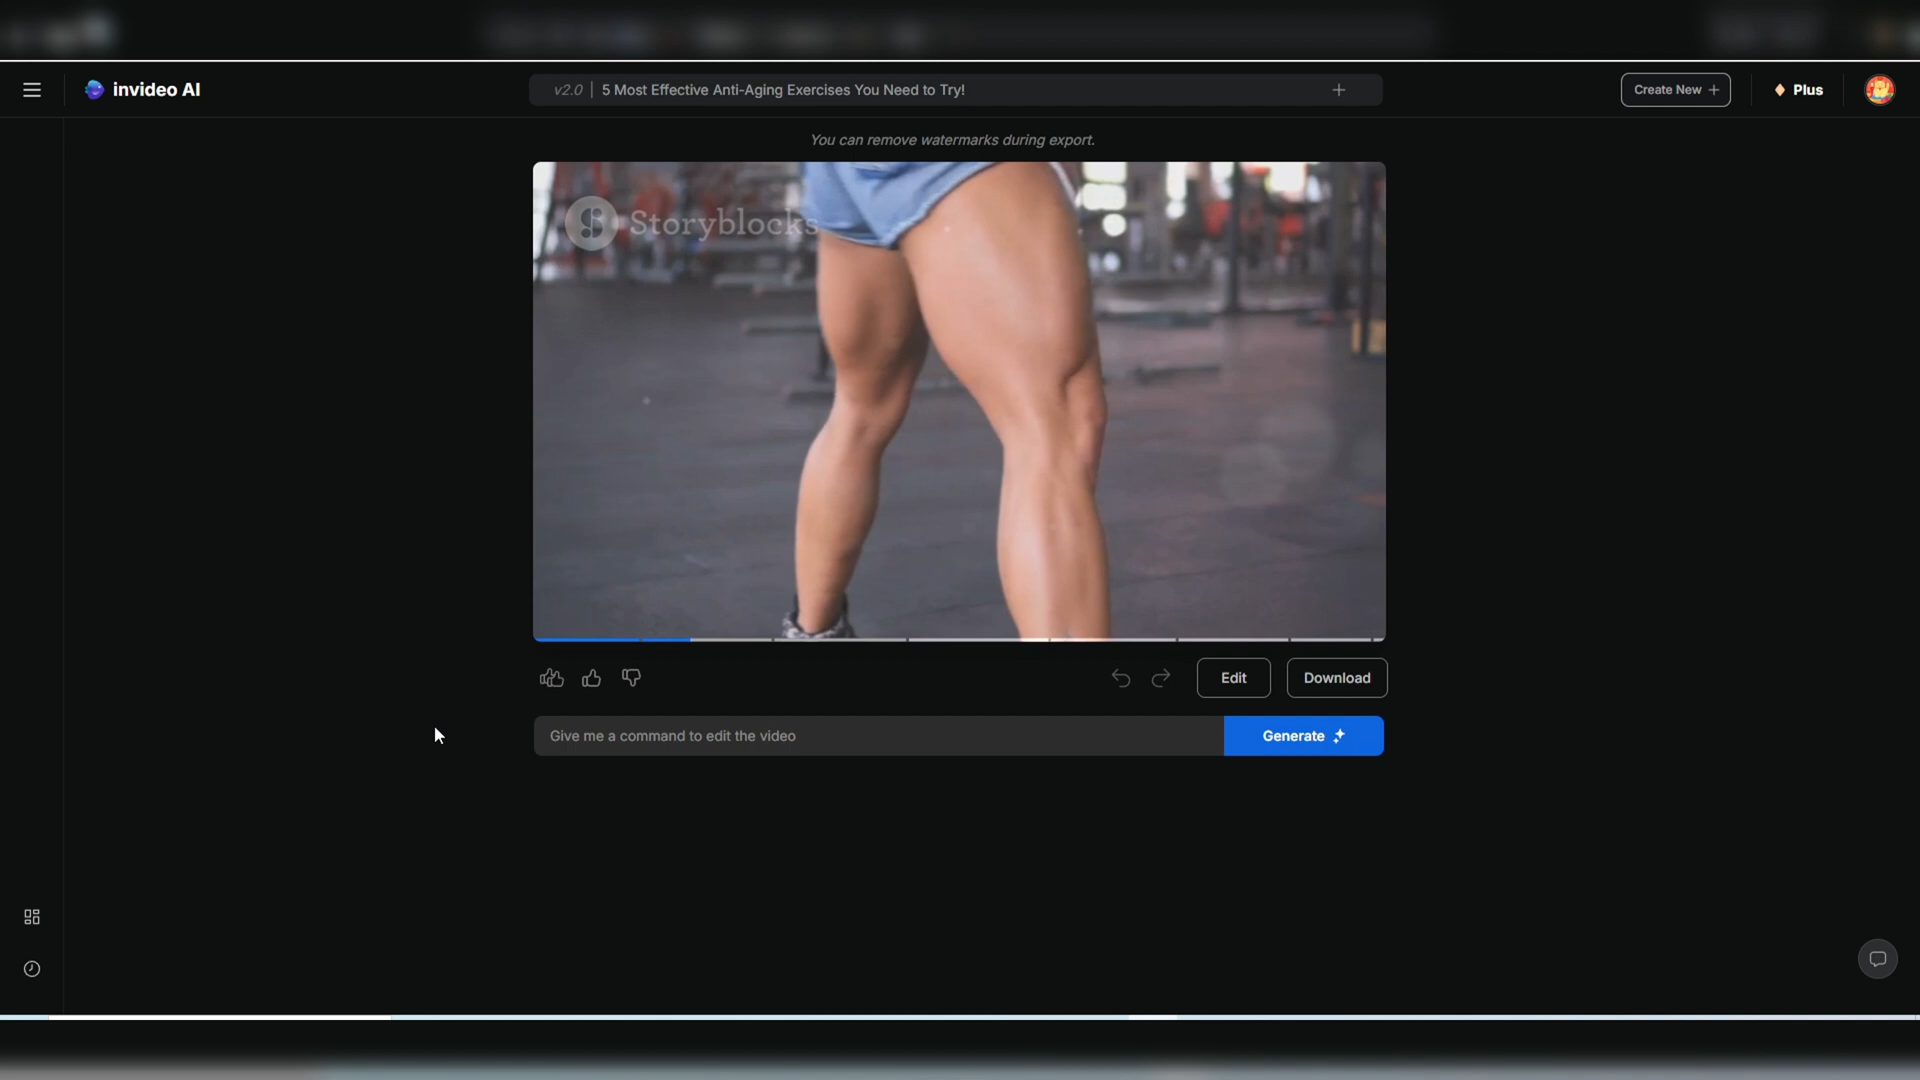 invideo AI
v2.0 | 5 Most Effective Anti-Aging Exercises You Need to Try!
Create New +
Plus
You can remove watermarks during export.
Storyblocks
Edit
Download
Give me a command to edit the video
Generate